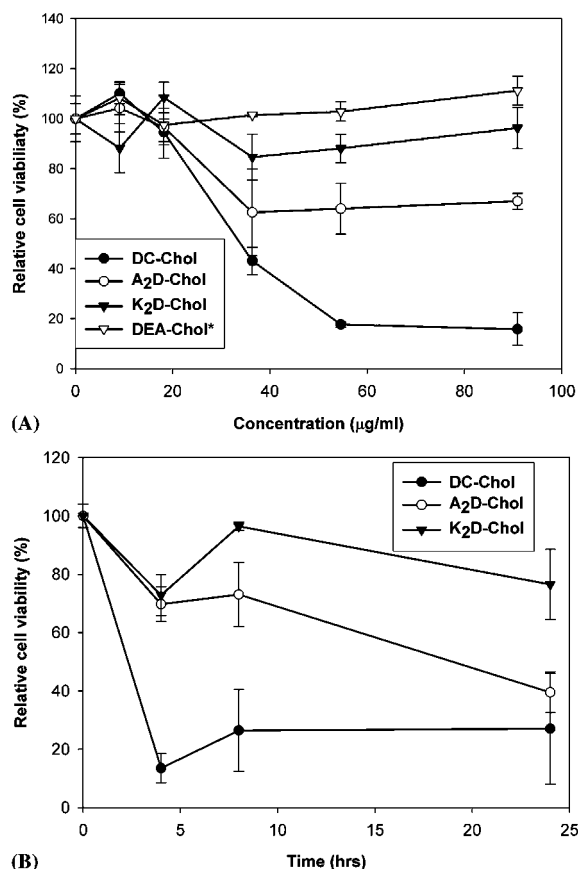 140
120
100
80
60
40
20
0
Relative cell viabiliaty (%)
DC-Chol
A2D-Chol
K2D-Chol
DEA-Chol*
0 20 40 60 80 100
(A)
Concentration (µg/ml)
120
100
80
60
40
20
0
Relative cell viability (%)
DC-Chol
A2D-Chol
K2D-Chol
0 5 10 15 20 25
(B)
Time (hrs)